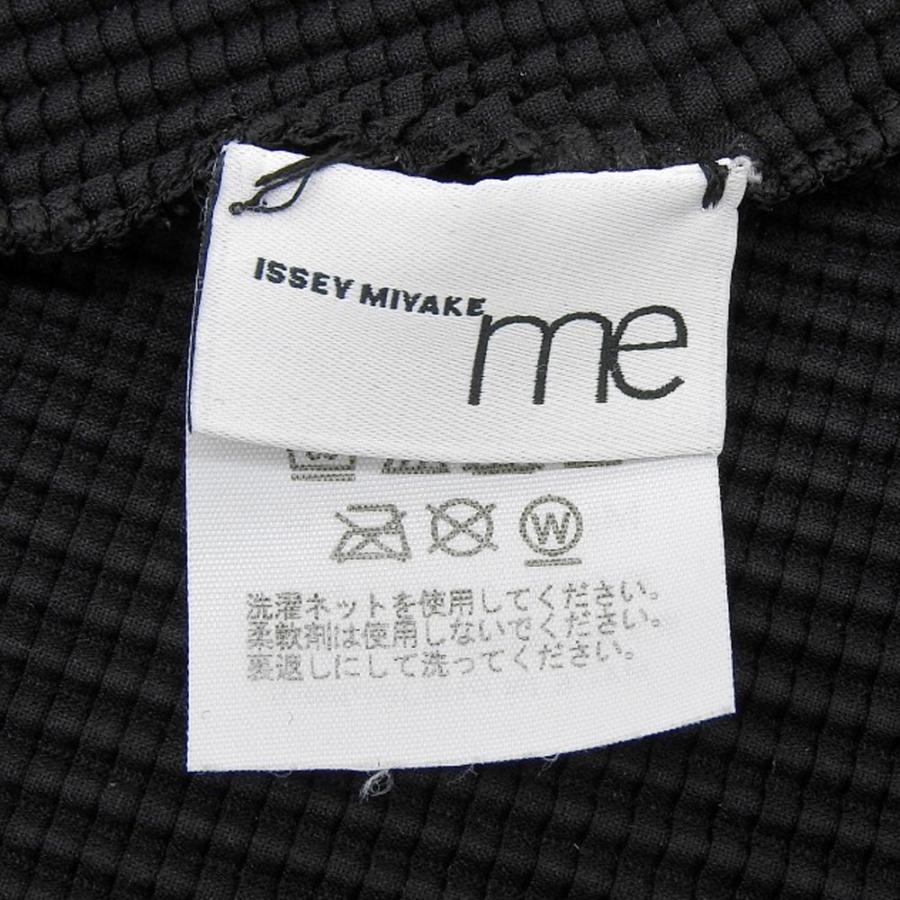 ISSEY MIYAKE
me
W
洗濯ネットを使用してください。
柔軟剤は使用しないでください。
裏返しにして洗ってください。